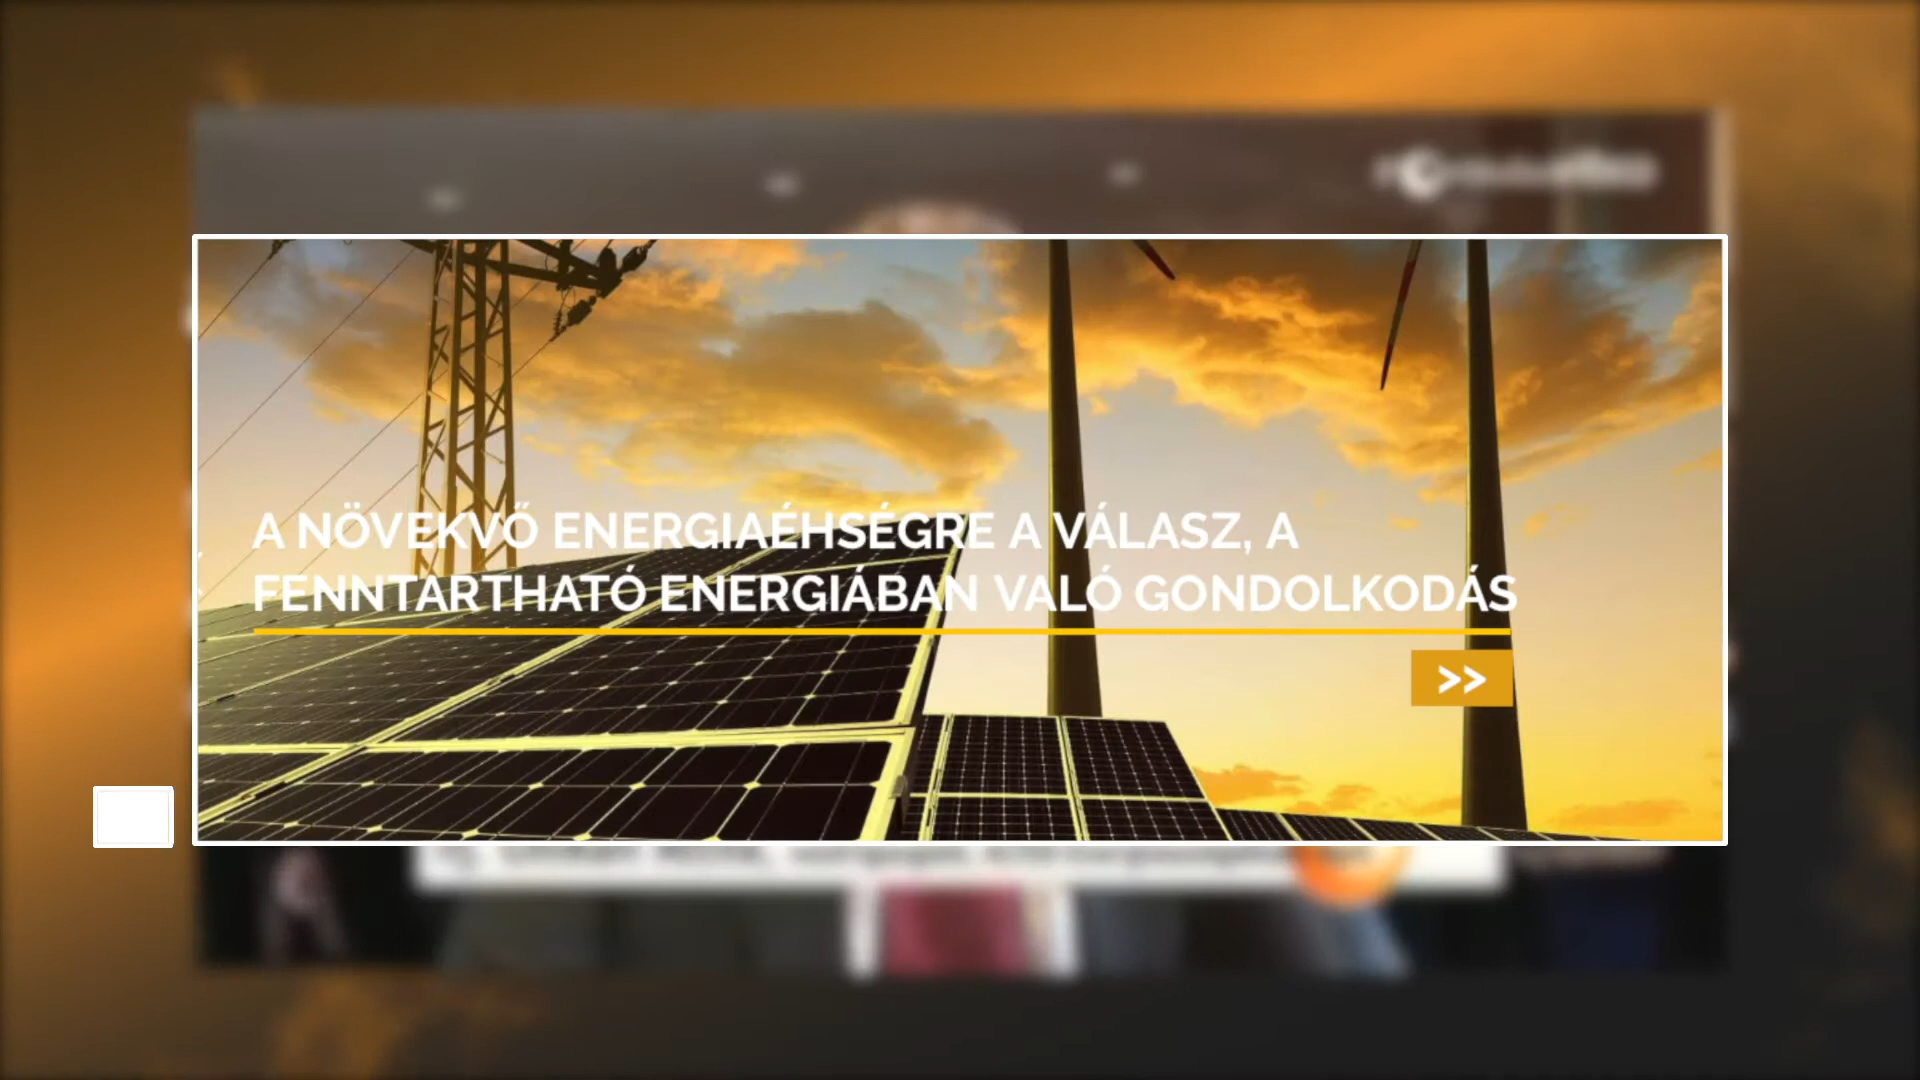 A NÖVEKVŐ ENERGIAÉHSÉGRE A VÁLASZ, A
FENNTARTHATÓ ENERGIÁBAN VALÓ GONDOLKODÁS
>>